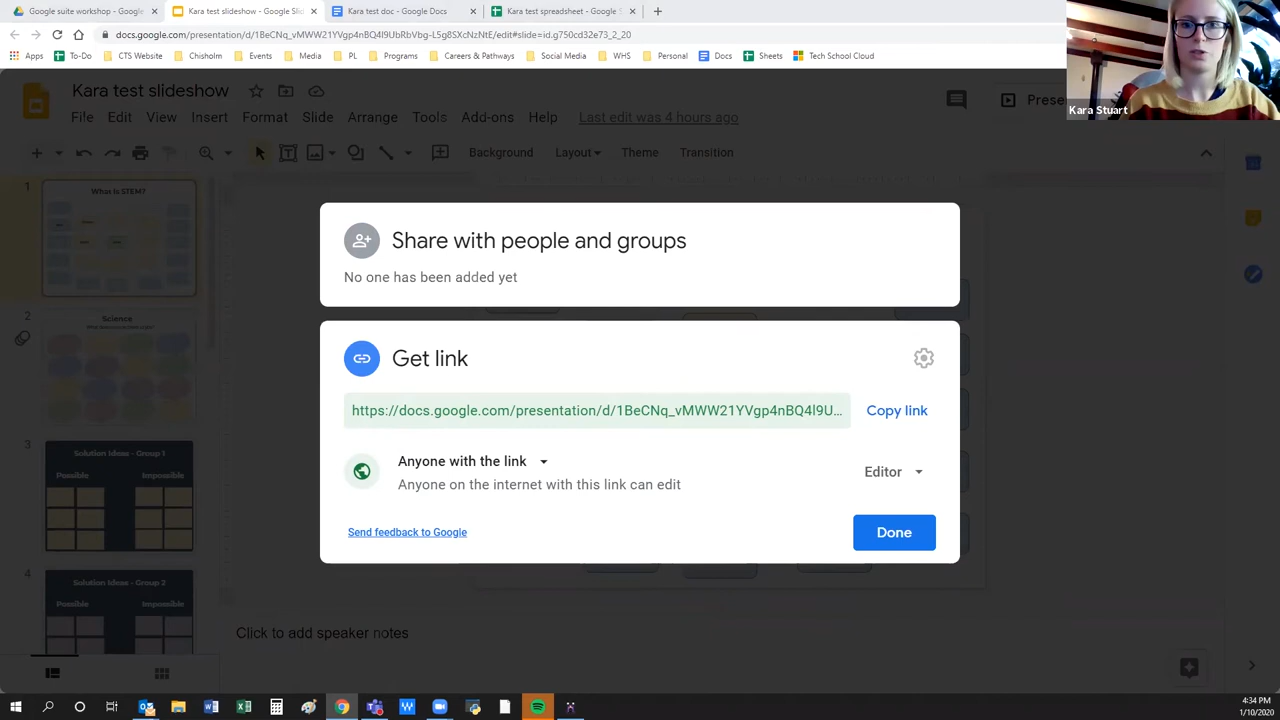 Google suite workshop - Google
Kara test slideshow - Google Slid
Kara test doc - Google Docs
Kara test spreadsheet - Google S
docs.google.com/presentation/d/1BeCNq_vMWW21YVgp4nBQ4l9UbRbVbg-L5g8SXcNzNtE/edit#slide=id.g750cd32e73_2_20
Apps To-Do CTS Website Chisholm Events Media PL Programs Careers & Pathways Social Media WHS Personal Docs Sheets Tech School Cloud
Kara Stuart
Kara test slideshow
Prese
File Edit View Insert Format Slide Arrange Tools Add-ons Help Last edit was 4 hours ago
Background Layout Theme Transition
1
What is STEM?
2
Science
3
Solution Ideas - Group 1
Possible Impossible
4
Solution Ideas - Group 2
Possible Impossible
Share with people and groups
No one has been added yet
Get link
https://docs.google.com/presentation/d/1BeCNq_vMWW21YVgp4nBQ4l9U...
Copy link
Anyone with the link
Anyone on the internet with this link can edit
Editor
Send feedback to Google
Done
Click to add speaker notes
4:34 PM
1/10/2020